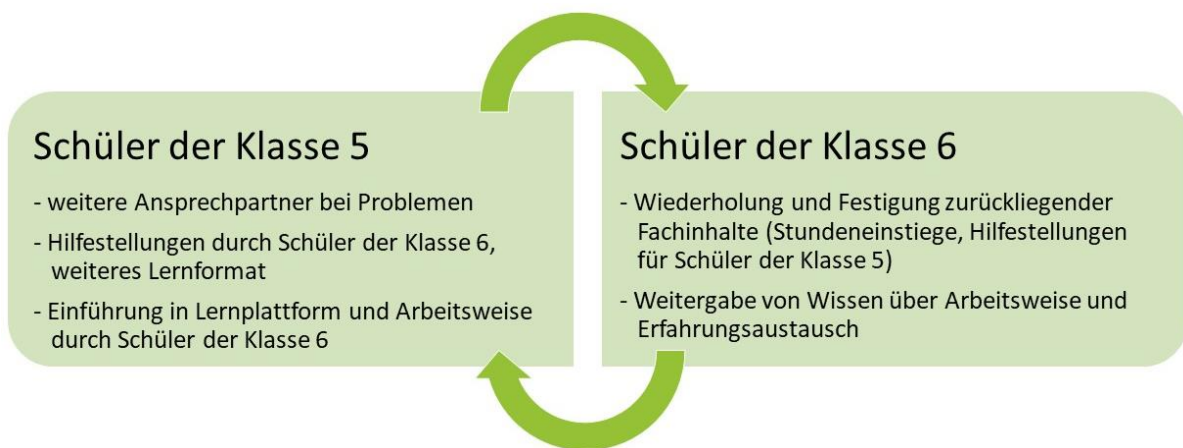 Schüler der Klasse 5
- weitere Ansprechpartner bei Problemen
- Hilfestellungen durch Schüler der Klasse 6,
weiteres Lernformat
- Einführung in Lernplattform und Arbeitsweise
durch Schüler der Klasse 6
Schüler der Klasse 6
- Wiederholung und Festigung zurückliegender
Fachinhalte (Stundeneinstiege, Hilfestellungen
für Schüler der Klasse 5)
- Weitergabe von Wissen über Arbeitsweise und
Erfahrungsaustausch